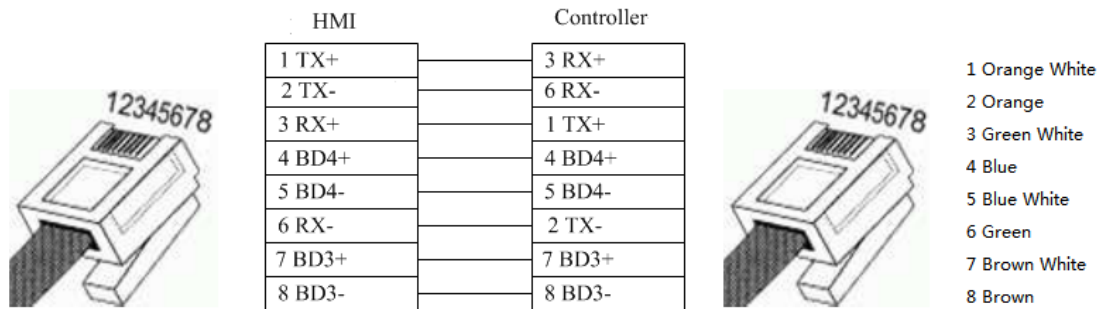 HMI Controller
1 TX+ 3 RX+
2 TX- 6 RX-
3 RX+ 1 TX+
4 BD4+ 4 BD4+
5 BD4- 5 BD4-
6 RX- 2 TX-
7 BD3+ 7 BD3+
8 BD3- 8 BD3-
12345678
12345678
1 Orange White
2 Orange
3 Green White
4 Blue
5 Blue White
6 Green
7 Brown White
8 Brown